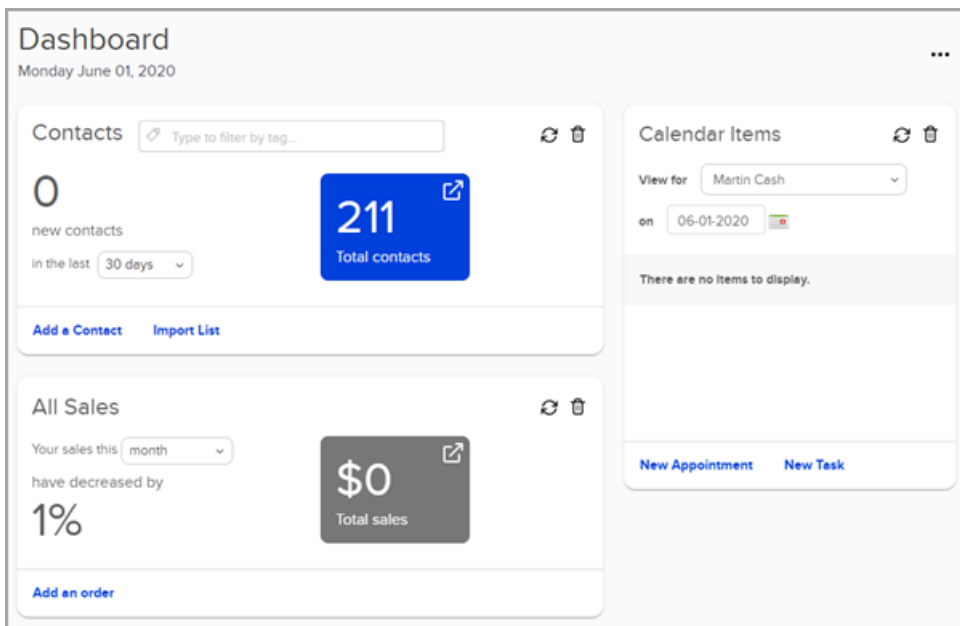 Dashboard
Monday June 01, 2020
Contacts
Type to filter by tag...
0
new contacts
in the last 30 days
211
Total contacts
Add a Contact Import List
All Sales
Your sales this month
have decreased by
1%
$0
Total sales
Add an order
Calendar Items
View for Martin Cash
on 06-01-2020
There are no items to display.
New Appointment New Task